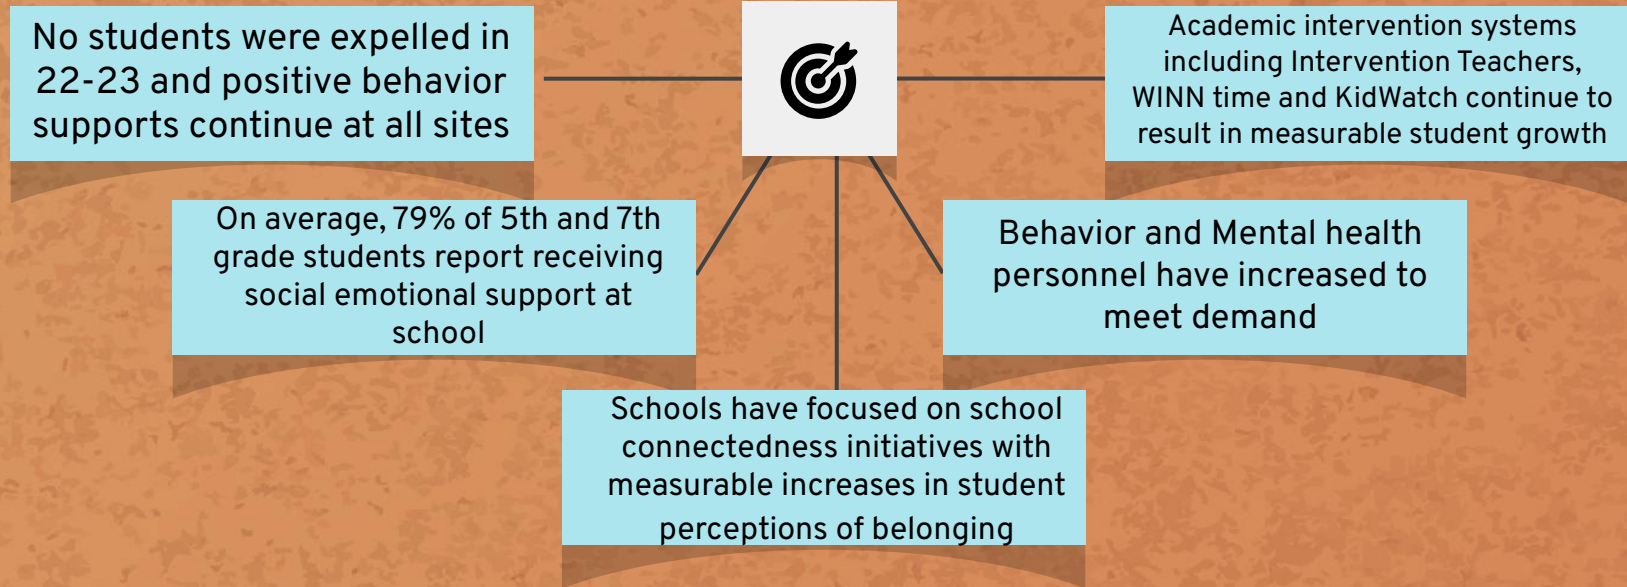 No students were expelled in
22-23 and positive behavior
supports continue at all sites
Academic intervention systems
including Intervention Teachers,
WINN time and KidWatch continue to
result in measurable student growth
On average, 79% of 5th and 7th
grade students report receiving
social emotional support at
school
Behavior and Mental health
personnel have increased to
meet demand
Schools have focused on school
connectedness initiatives with
measurable increases in student
perceptions of belonging